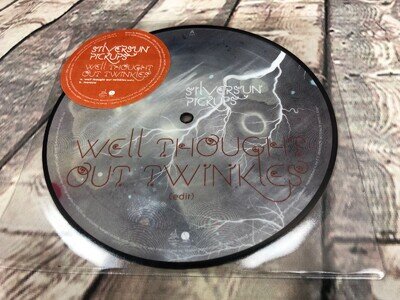 SILVERSUN
PICKUPS
Well THOUGHT
OUT TWINKLES
SILVERSUN
PICKUPS
Well THOUGHT
OUT TWINKLES
(edit)